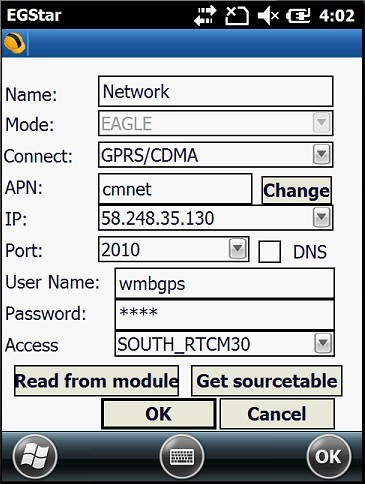 EGStar 4:02
Name: Network
Mode: EAGLE
Connect: GPRS/CDMA
APN: cmnet Change
IP: 58.248.35.130
Port: 2010 DNS
User Name: wmbgps
Password: ****
Access SOUTH_RTCM30
Read from module Get sourcetable
OK Cancel
OK